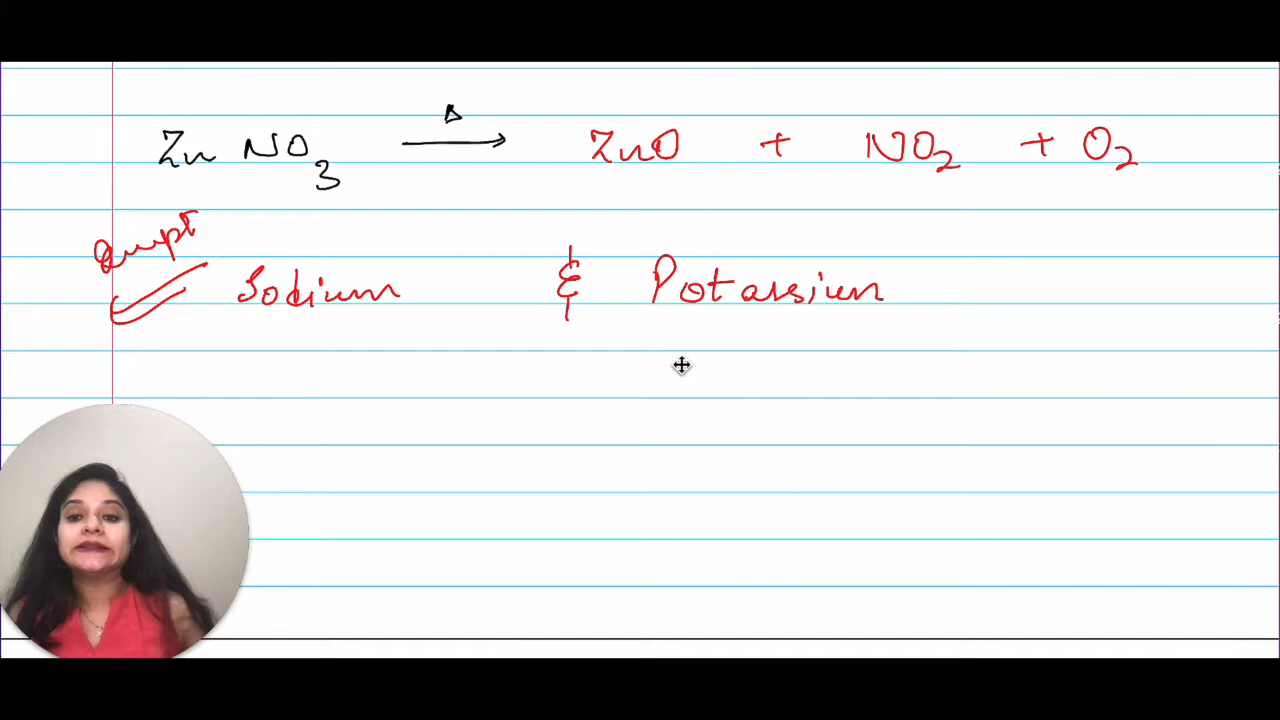 Δ
Zn NO₃ → ZnO + NO₂ + O₂
Sodium & Potassium